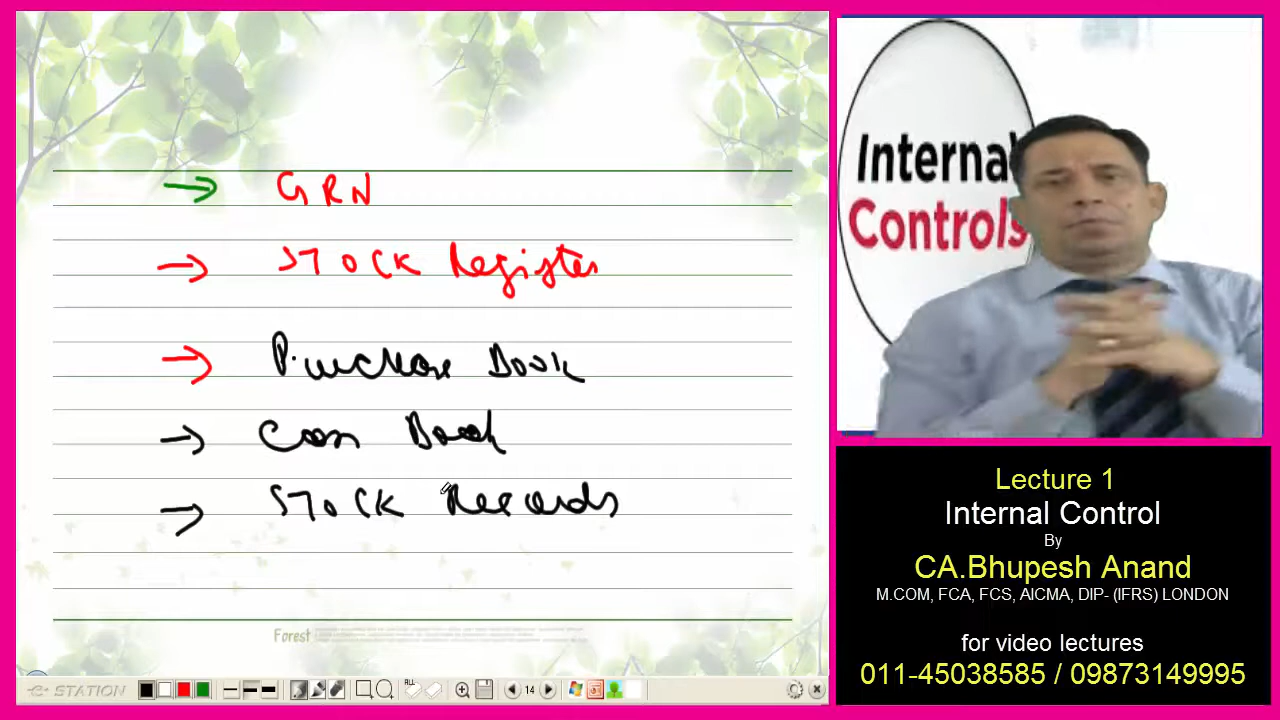 GRN
STOCK Register
Purchase Book
Cash Book
STOCK Records
Forest
e-STATION
ALL
14
Internal
Controls
Lecture 1
Internal Control
By
CA.Bhupesh Anand
M.COM, FCA, FCS, AICMA, DIP- (IFRS) LONDON
for video lectures
011-45038585 / 09873149995